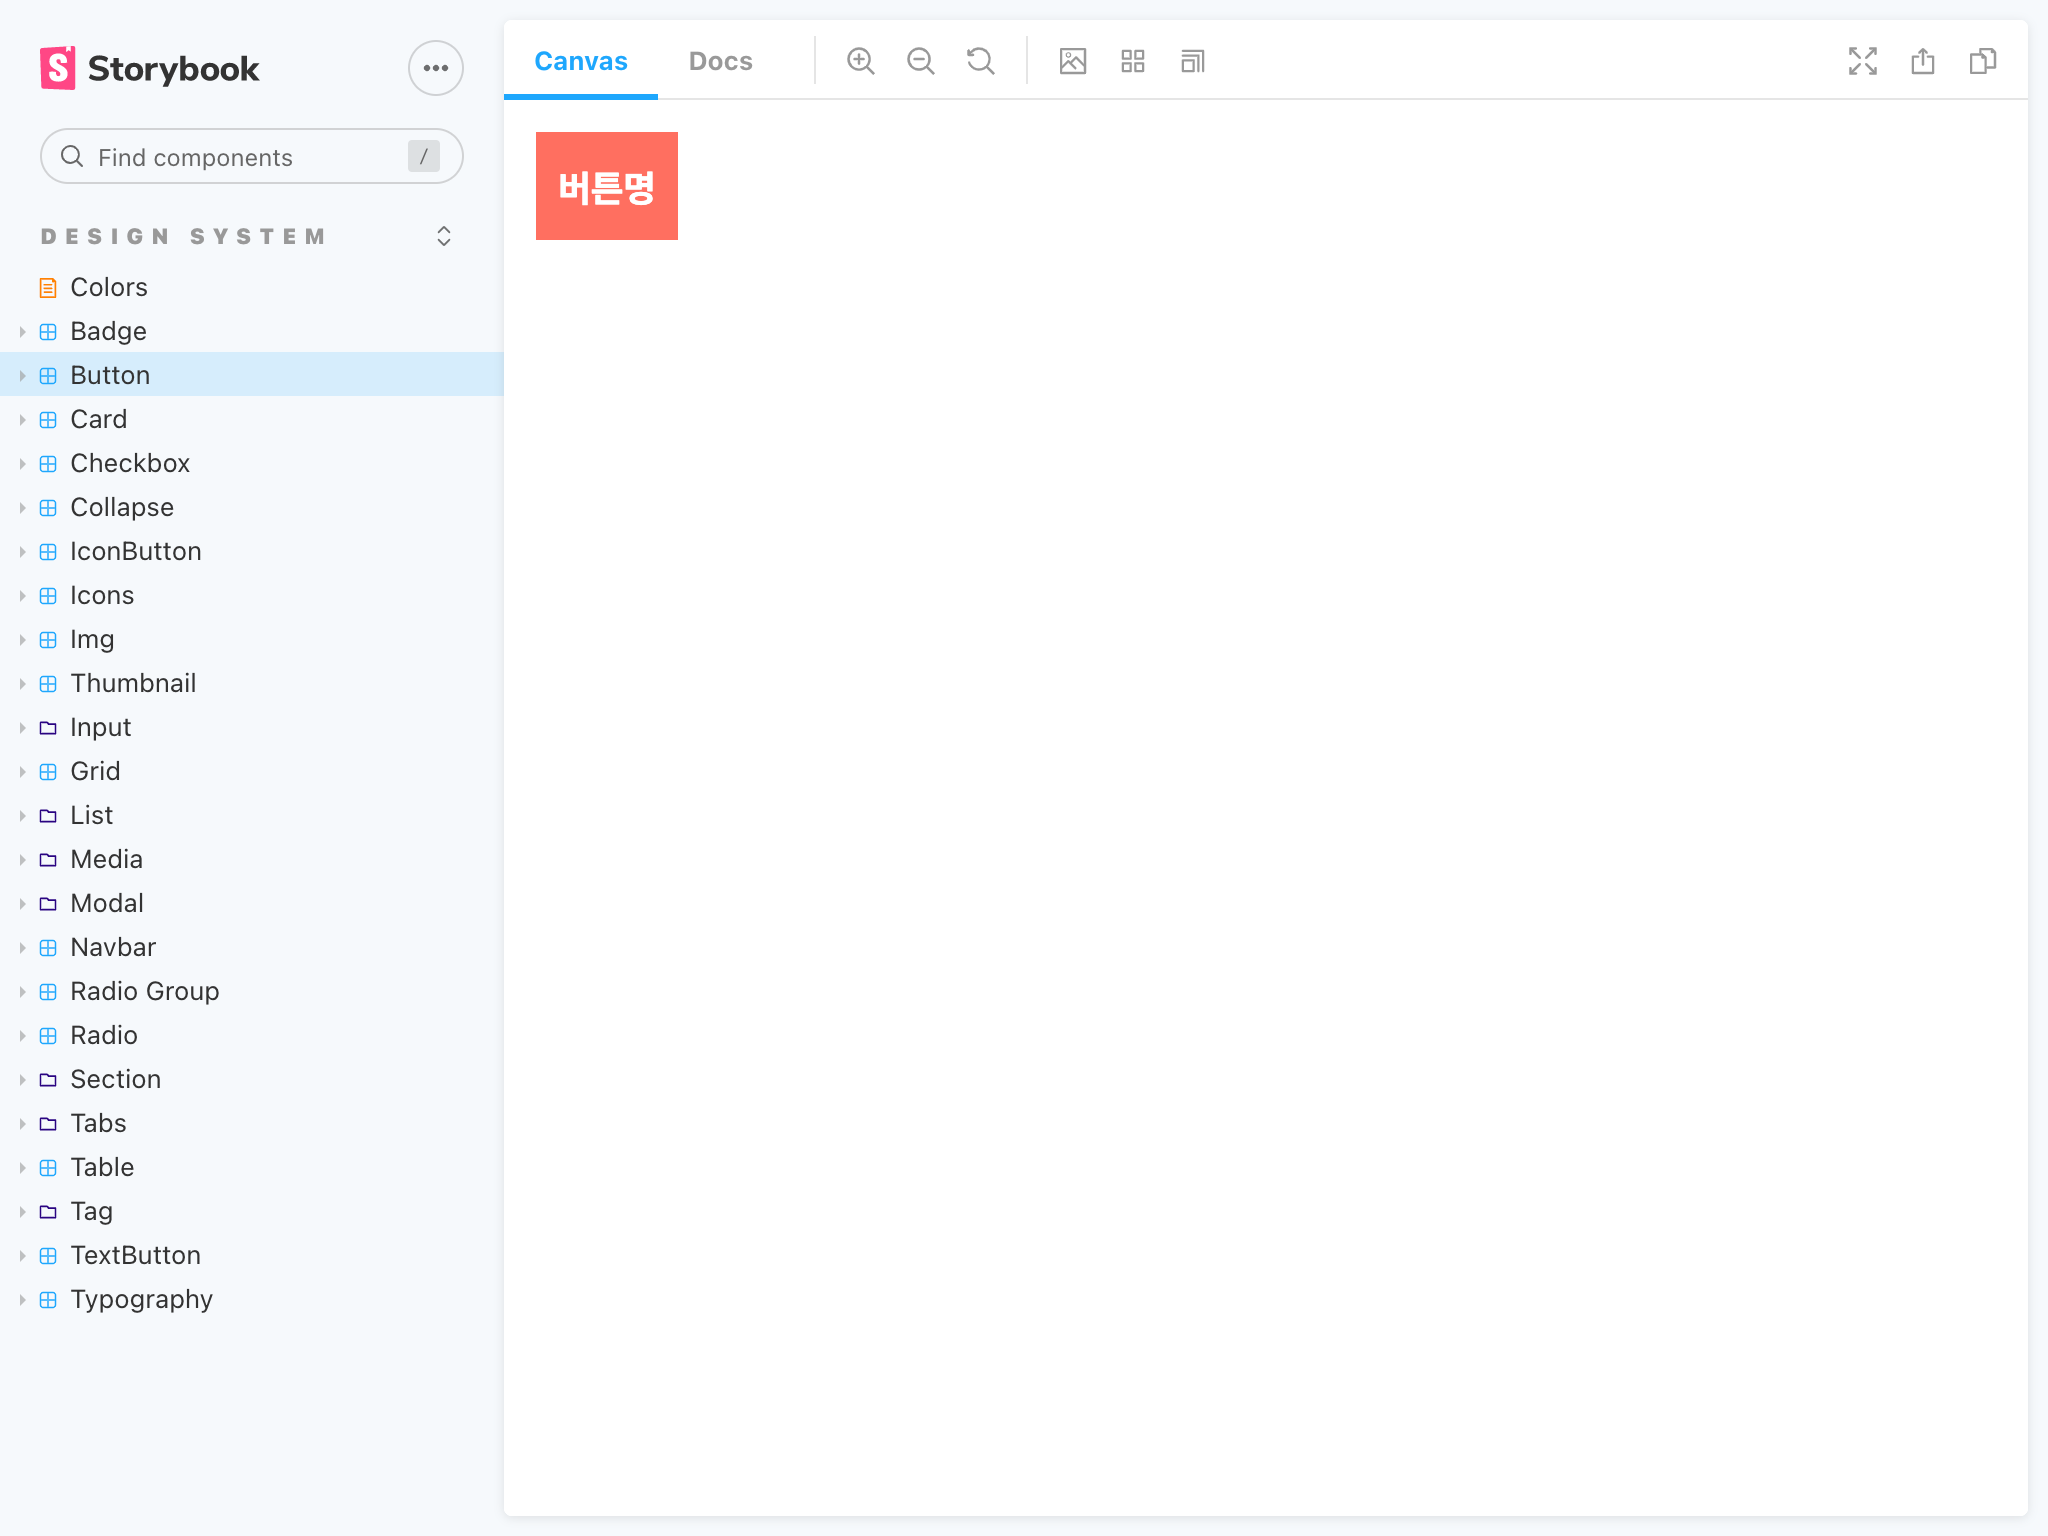 Storybook
Find components
/
DESIGN SYSTEM
Colors
Badge
Button
Card
Checkbox
Collapse
IconButton
Icons
Img
Thumbnail
Input
Grid
List
Media
Modal
Navbar
Radio Group
Radio
Section
Tabs
Table
Tag
TextButton
Typography
Canvas
Docs
버튼명